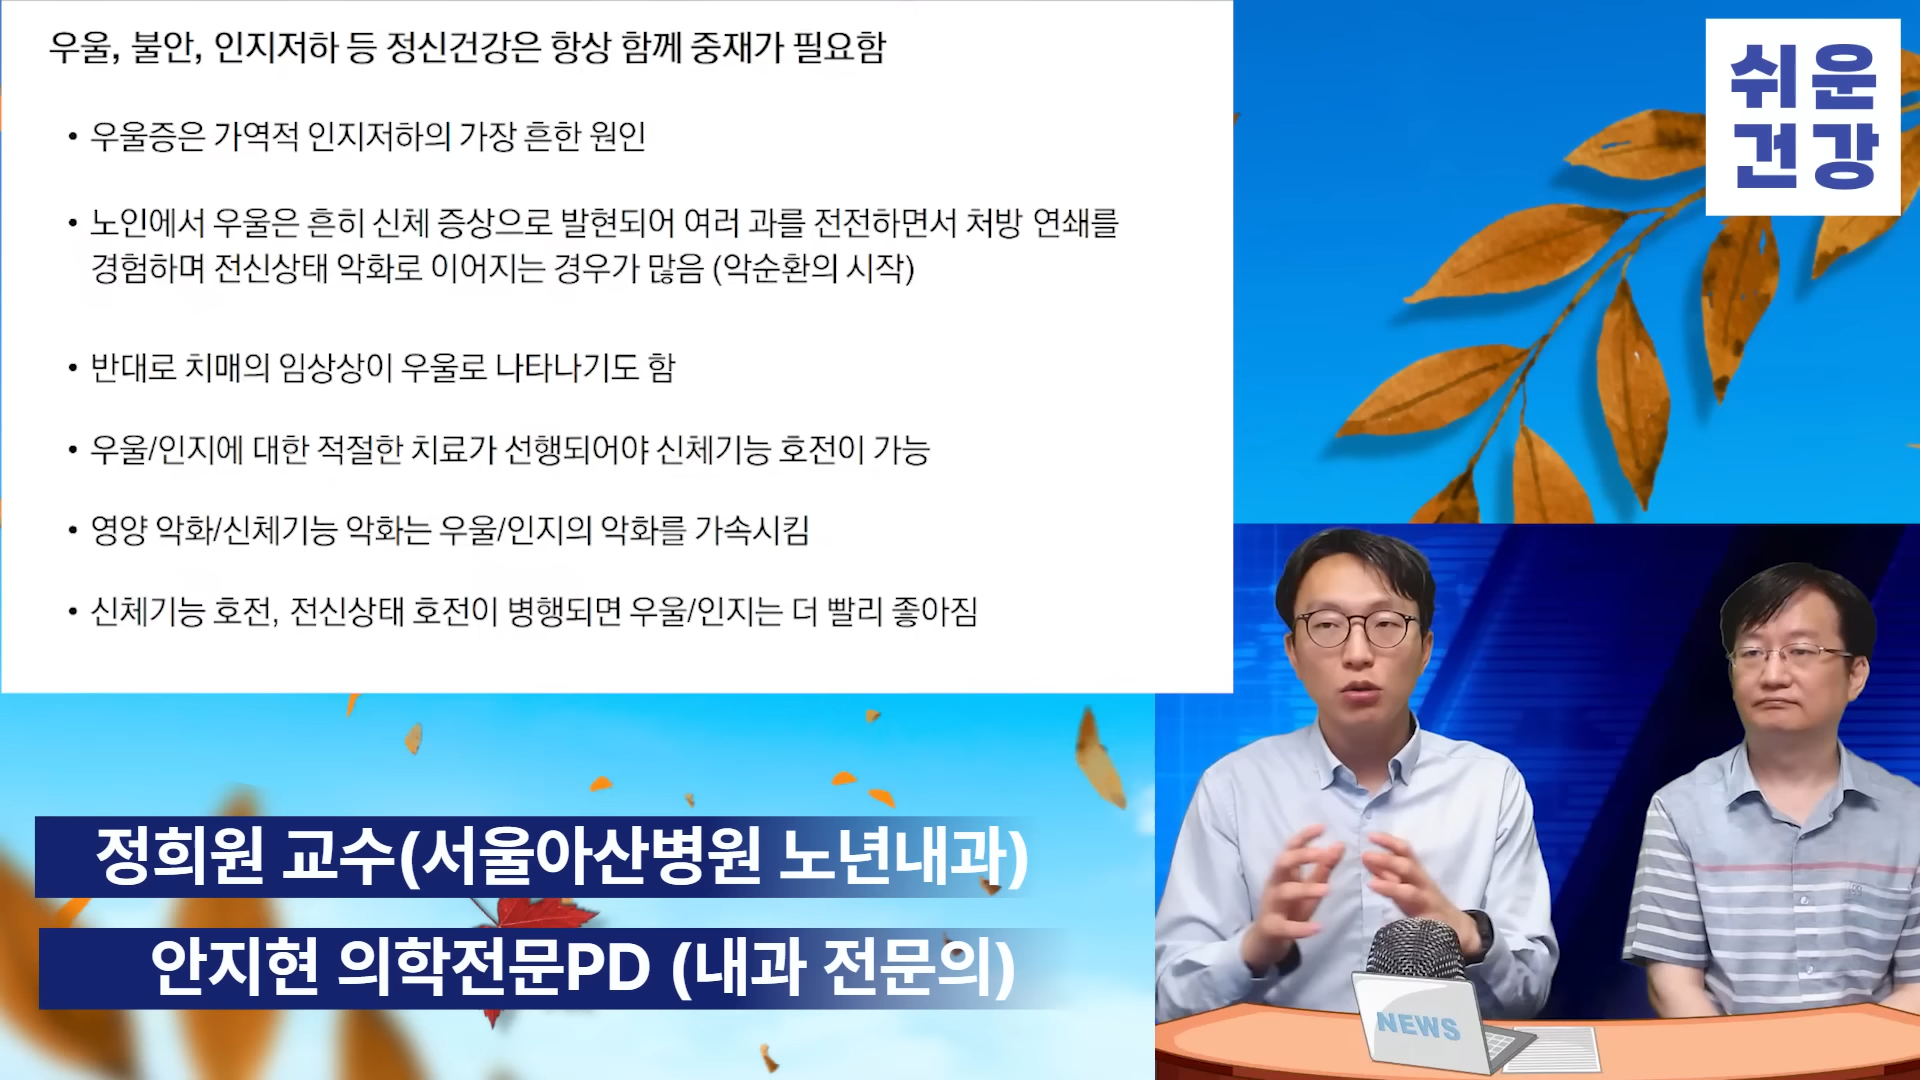 우울, 불안, 인지저하 등 정신건강은 항상 함께 중재가 필요함
• 우울증은 가역적 인지저하의 가장 흔한 원인
• 노인에서 우울은 흔히 신체 증상으로 발현되어 여러 과를 전전하면서 처방 연쇄를
경험하며 전신상태 악화로 이어지는 경우가 많음 (악순환의 시작)
• 반대로 치매의 임상상이 우울로 나타나기도 함
• 우울/인지에 대한 적절한 치료가 선행되어야 신체기능 호전이 가능
• 영양 악화/신체기능 악화는 우울/인지의 악화를 가속시킴
• 신체기능 호전, 전신상태 호전이 병행되면 우울/인지는 더 빨리 좋아짐
쉬운
건강
정희원 교수(서울아산병원 노년내과)
안지현 의학전문PD (내과 전문의)
NEWS